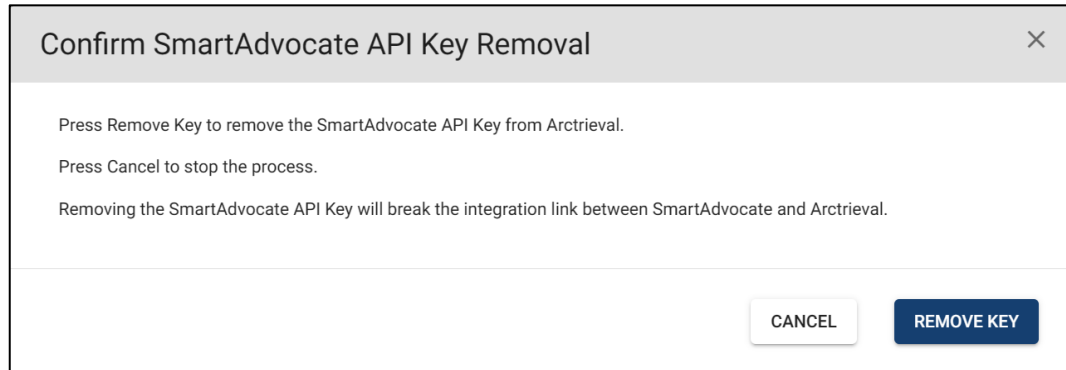 Confirm SmartAdvocate API Key Removal
Press Remove Key to remove the SmartAdvocate API Key from Arctrieval.
Press Cancel to stop the process.
Removing the SmartAdvocate API Key will break the integration link between SmartAdvocate and Arctrieval.
CANCEL
REMOVE KEY